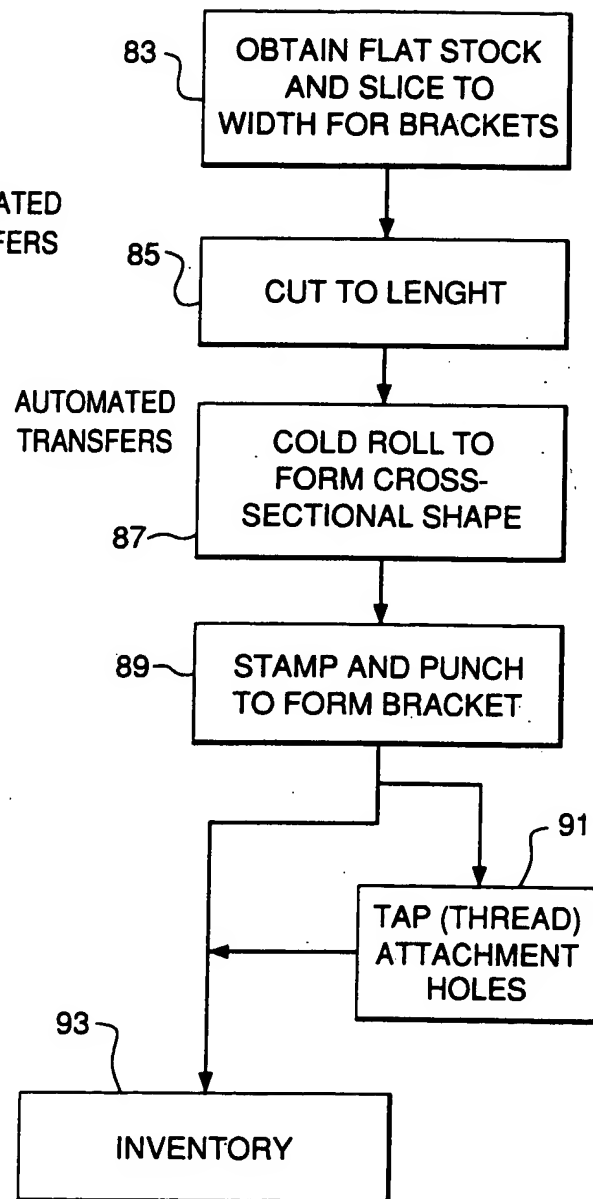 83
OBTAIN FLAT STOCK
AND SLICE TO
WIDTH FOR BRACKETS
ATED
FERS
85
CUT TO LENGHT
AUTOMATED
TRANSFERS
COLD ROLL TO
FORM CROSS-
SECTIONAL SHAPE
87
89
STAMP AND PUNCH
TO FORM BRACKET
91
TAP (THREAD)
ATTACHMENT
HOLES
93
INVENTORY